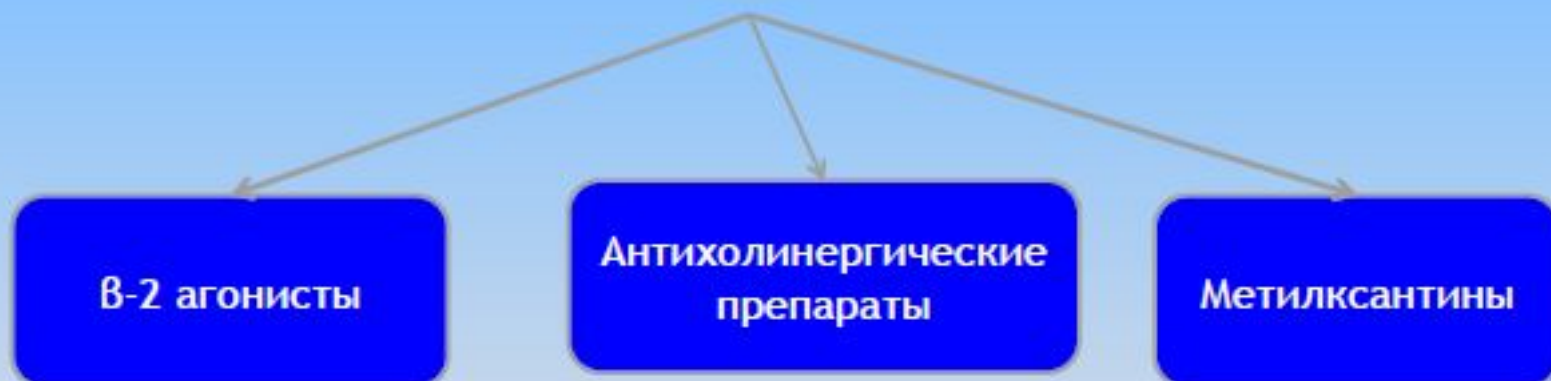 β-2 агонисты
Антихолинергические
препараты
Метилксантины